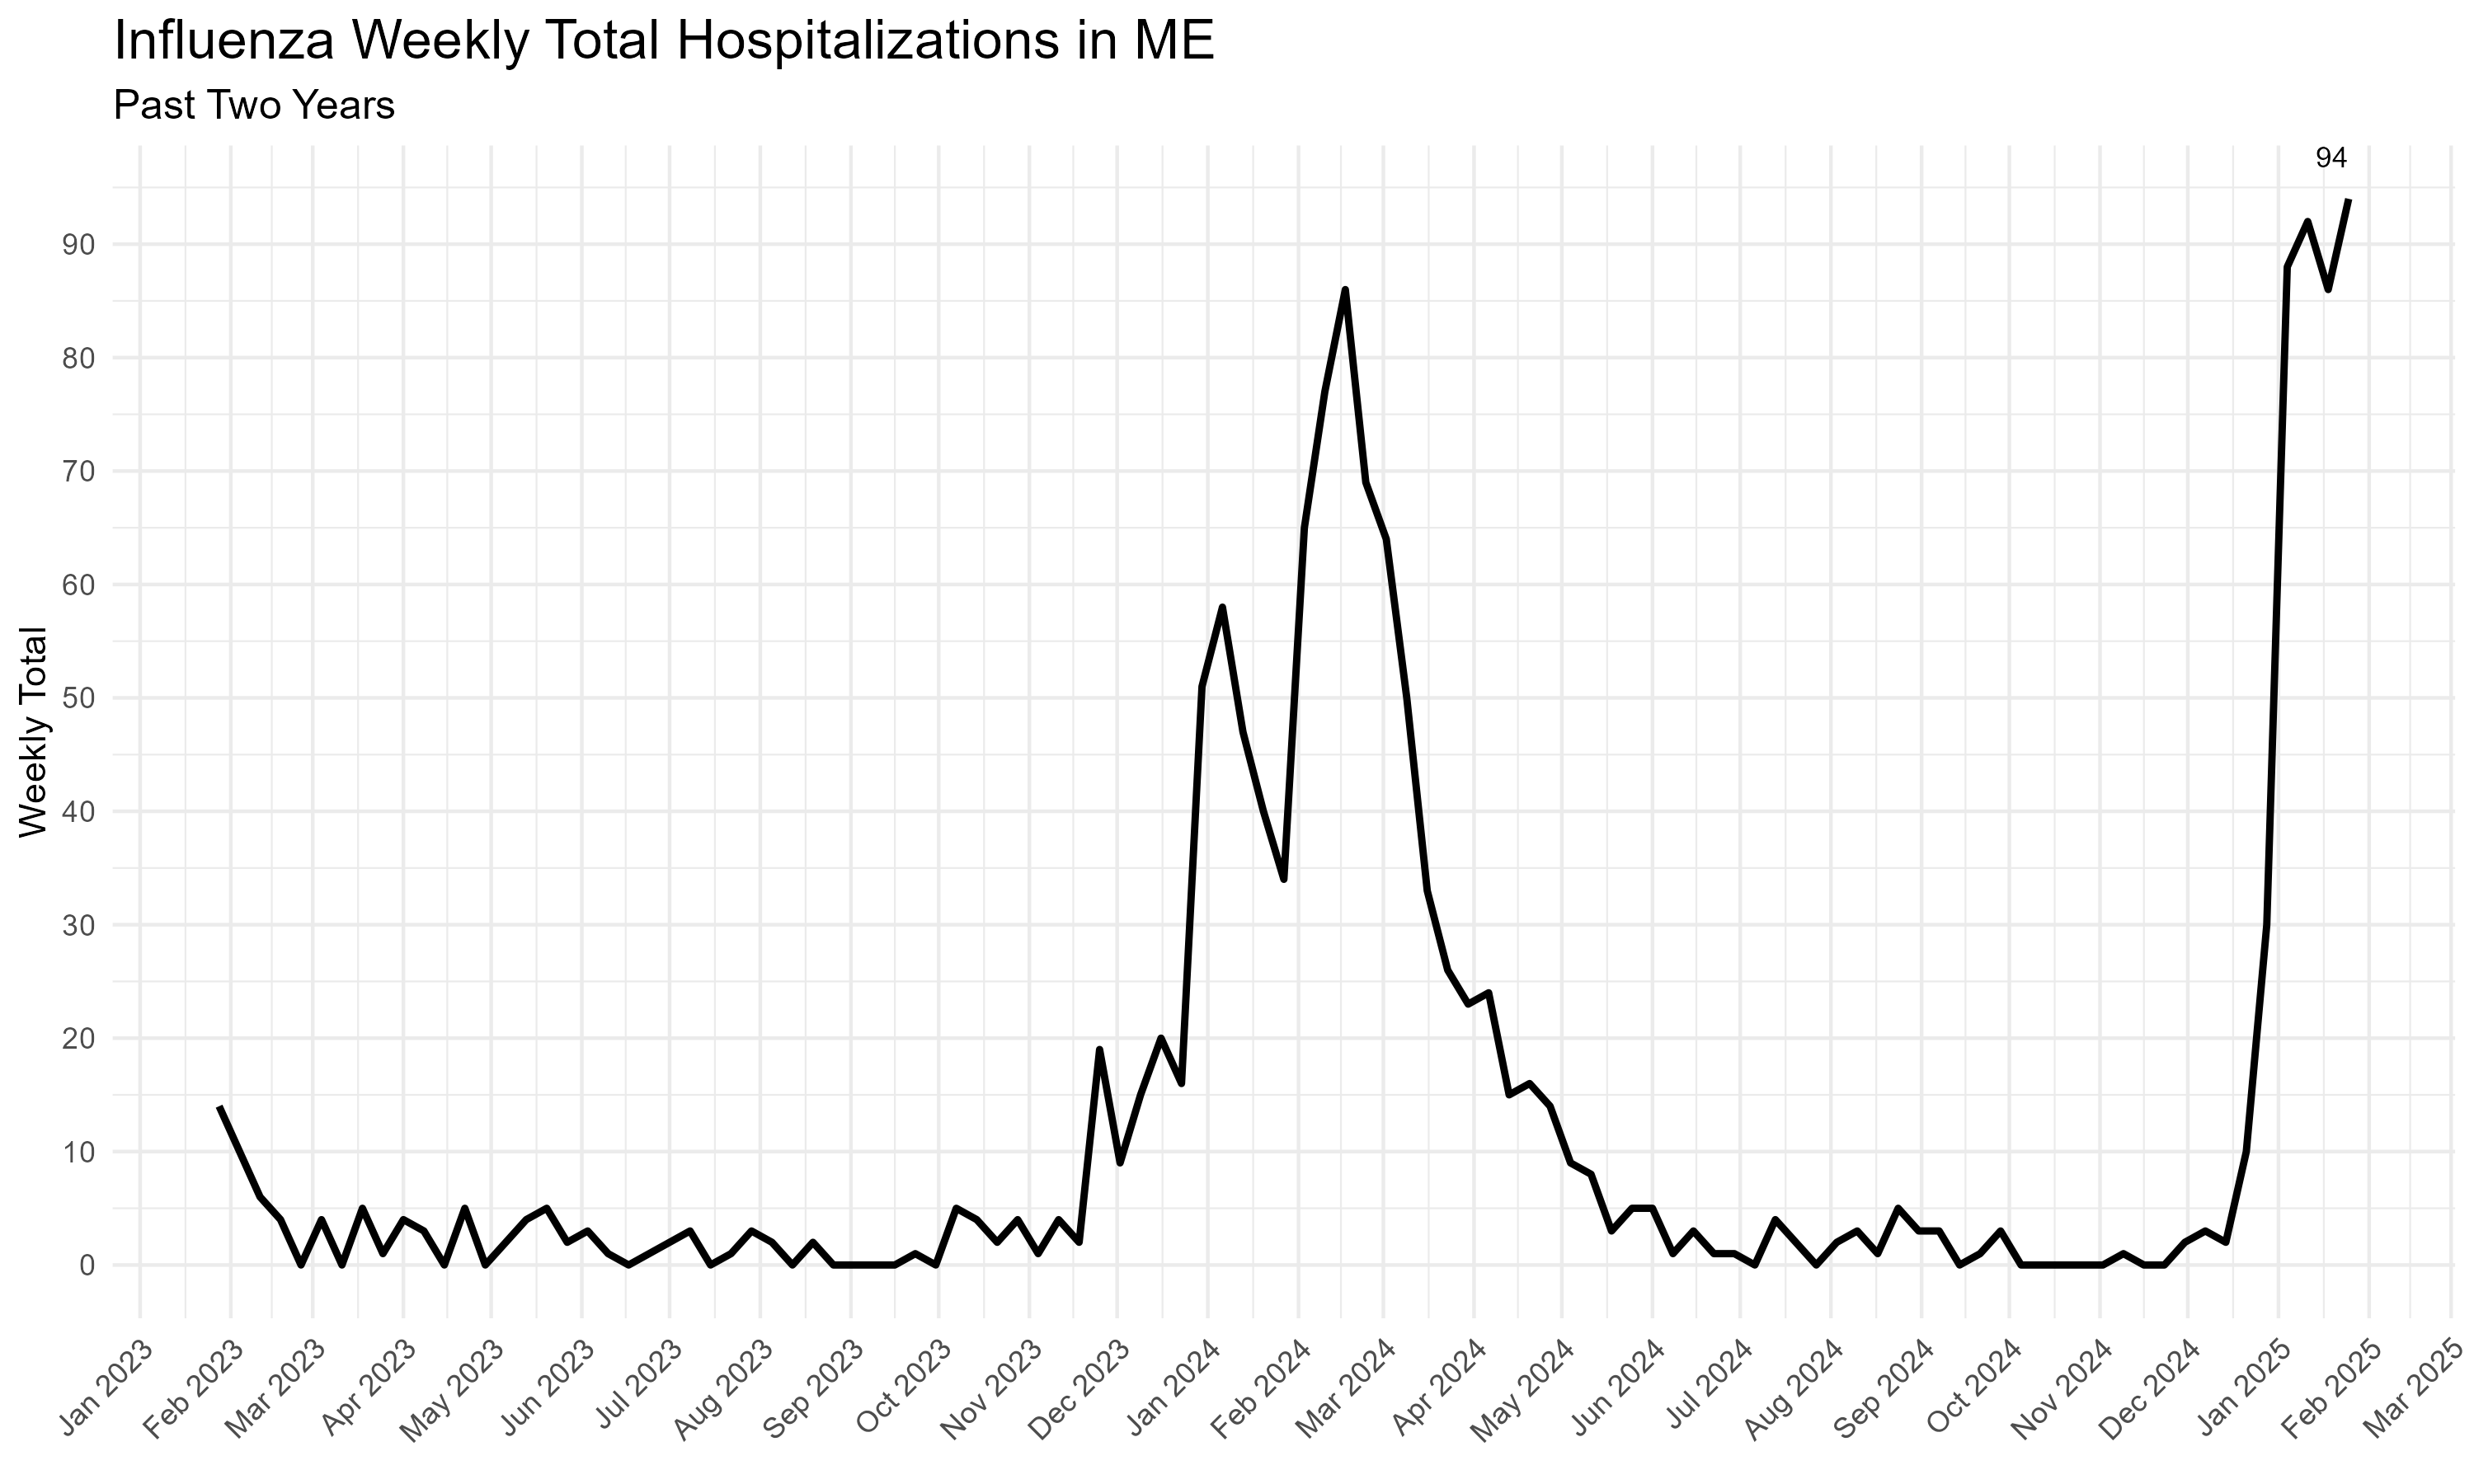 Influenza Weekly Total Hospitalizations in ME
Past Two Years
94
Weekly Total
90
80
70
60
50
40
30
20
10
0
Jan 2023
Feb 2023
Mar 2023
Apr 2023
May 2023
Jun 2023
Jul 2023
Aug 2023
Sep 2023
Oct 2023
Nov 2023
Dec 2023
Jan 2024
Feb 2024
Mar 2024
Apr 2024
May 2024
Jun 2024
Jul 2024
Aug 2024
Sep 2024
Oct 2024
Nov 2024
Dec 2024
Jan 2025
Feb 2025
Mar 2025